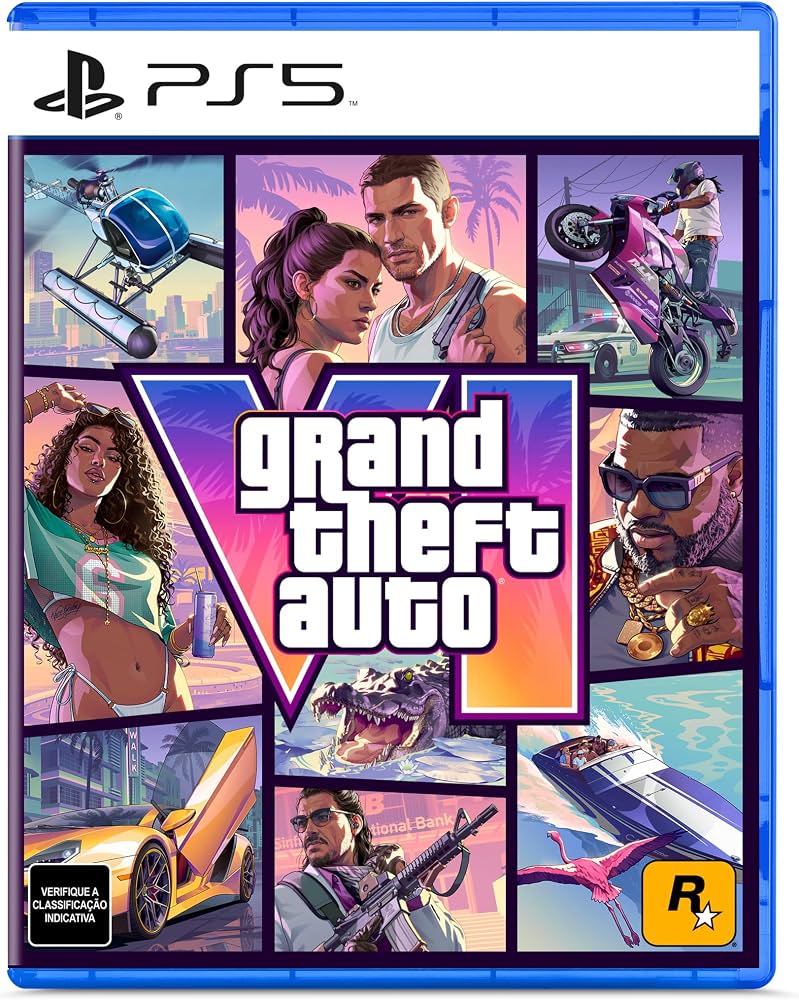 PS5
grand
theft
auto
VI
WALK
National Bank
VERIFIQUE A
CLASSIFICAÇÃO
INDICATIVA
R